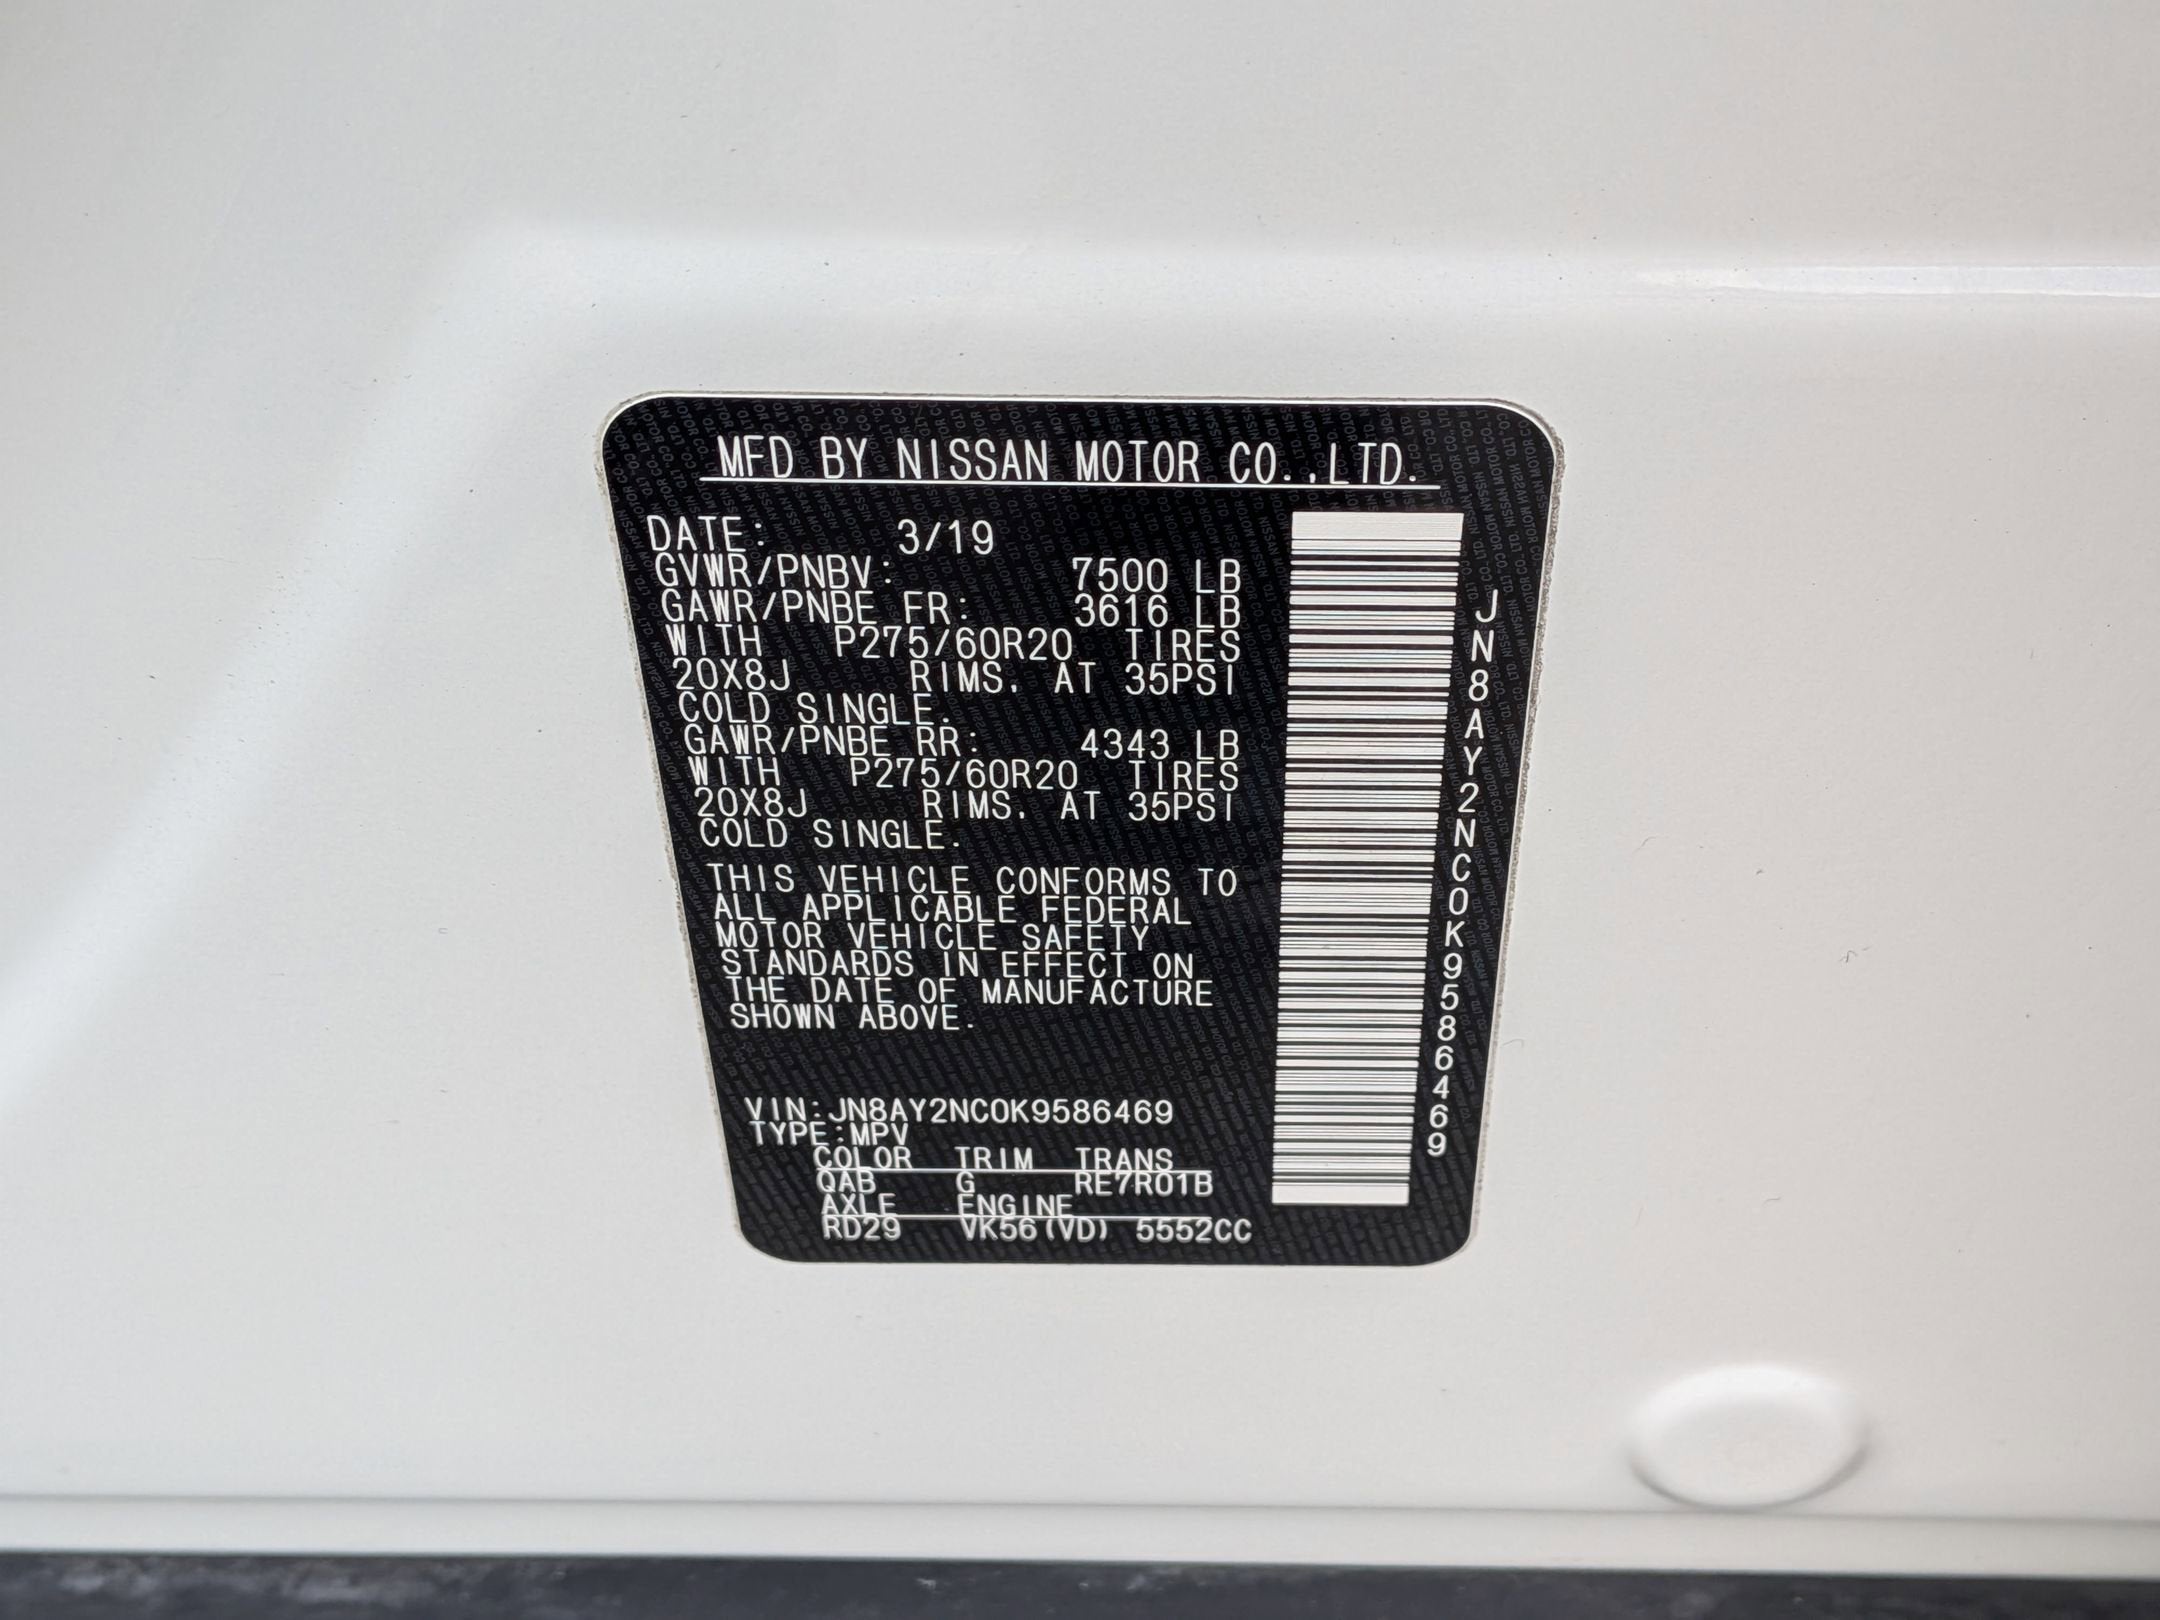 MFD BY NISSAN MOTOR CO.,LTD.
DATE: 3/19
GVWR/PNBV: 7500 LB
GAWR/PNBE FR: 3616 LB
WITH P275/60R20 TIRES
20X8J RIMS. AT 35PSI
COLD SINGLE.
GAWR/PNBE RR: 4343 LB
WITH P275/60R20 TIRES
20X8J RIMS. AT 35PSI
COLD SINGLE.
THIS VEHICLE CONFORMS TO
ALL APPLICABLE FEDERAL
MOTOR VEHICLE SAFETY
STANDARDS IN EFFECT ON
THE DATE OF MANUFACTURE
SHOWN ABOVE.
VIN:JN8AY2NC0K9586469
TYPE:MPV
COLOR TRIM TRANS
QAB G RE7R01B
AXLE ENGINE
RD29 VK56(VD) 5552CC
JN8AY2NC0K9586469